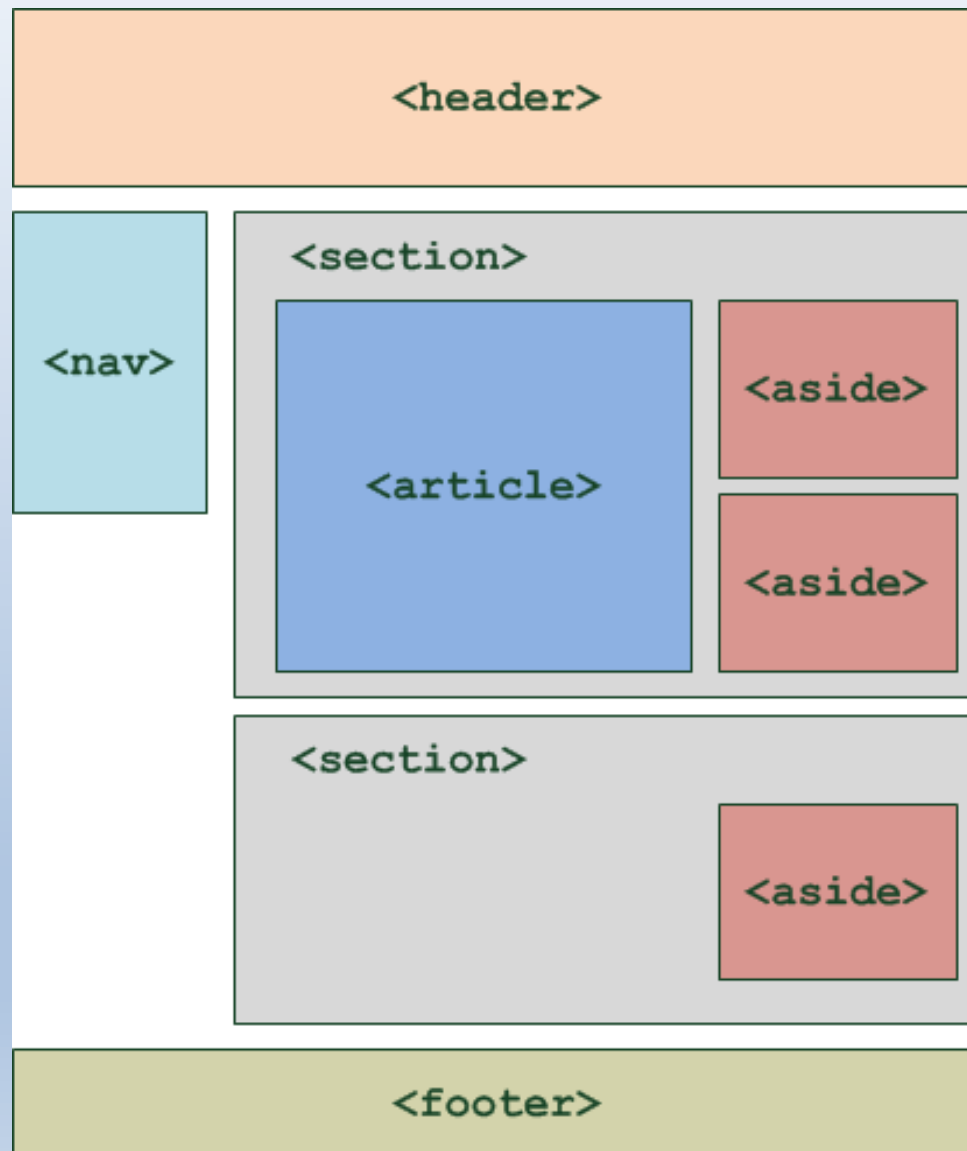 <header>
<nav>
<section>
<article>
<aside>
<aside>
<section>
<aside>
<footer>